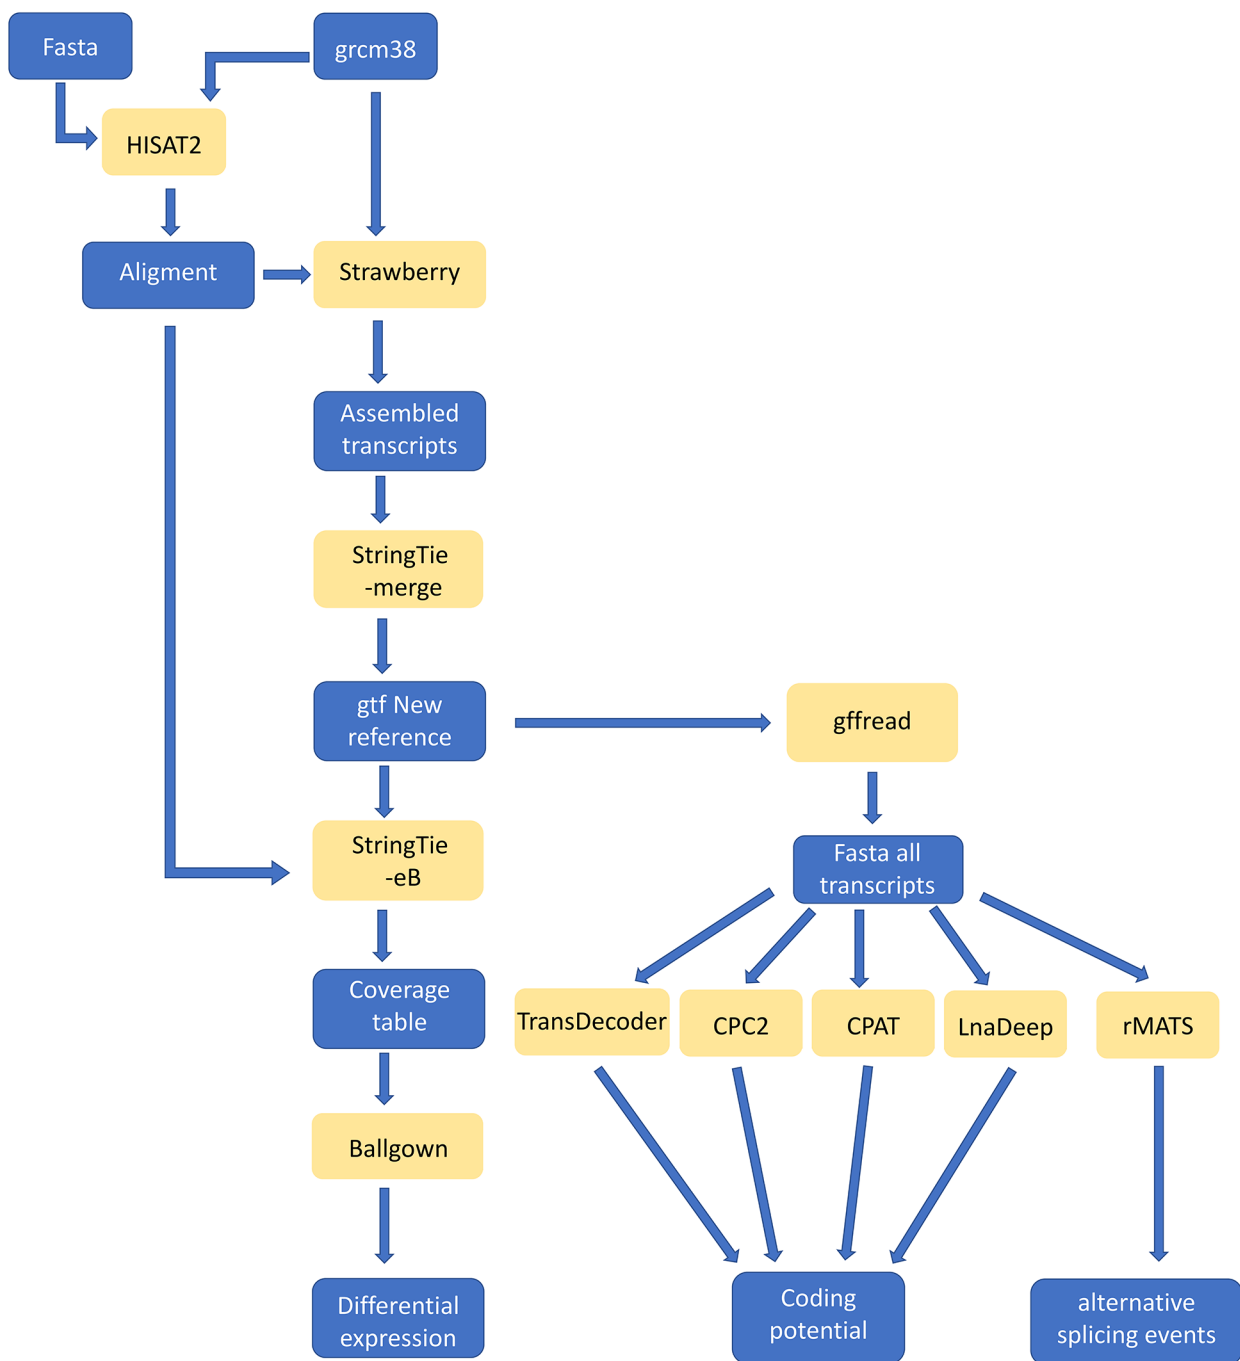 Fasta
grcm38
HISAT2
Aligment
Strawberry
Assembled
transcripts
StringTie
-merge
gtf New
reference
gffread
StringTie
-eB
Fasta all
transcripts
Coverage
table
TransDecoder
CPC2
CPAT
LnaDeep
rMATS
Ballgown
Differential
expression
Coding
potential
alternative
splicing events